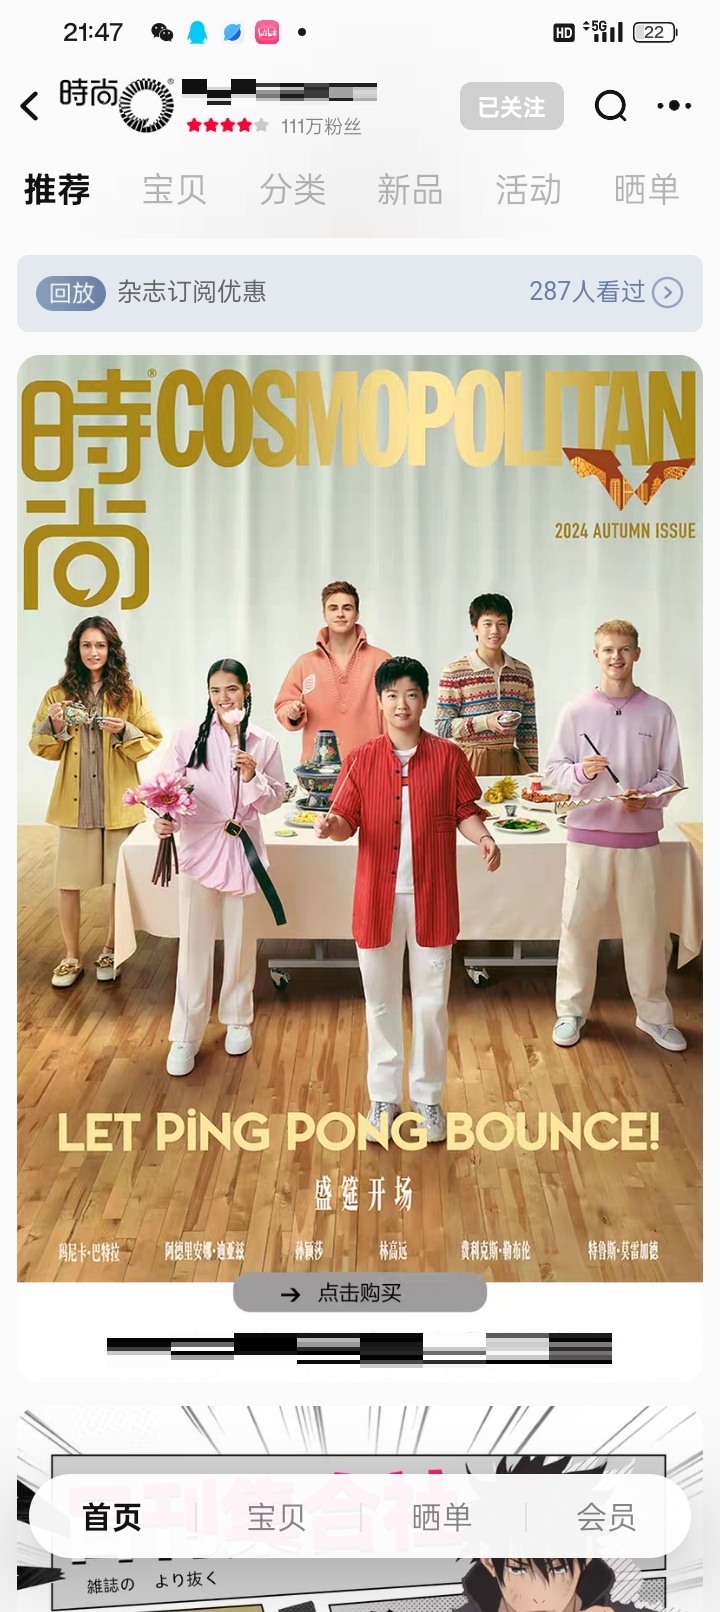 21:47
HD 5G 22
時尚
111万粉丝
已关注
推荐 宝贝 分类 新品 活动 晒单
回放 杂志订阅优惠 287人看过
時尚 COSMOPOLITAN
2024 AUTUMN ISSUE
LET PiNG PONG BOUNCE!
盛筵开场
玛尼卡·巴特拉 阿德里安娜·迪亚兹 孙颖莎 林高远 费利克斯·勒布伦 特鲁斯·莫雷加德
→ 点击购买
首页 宝贝 晒单 会员
雑誌の より抜く